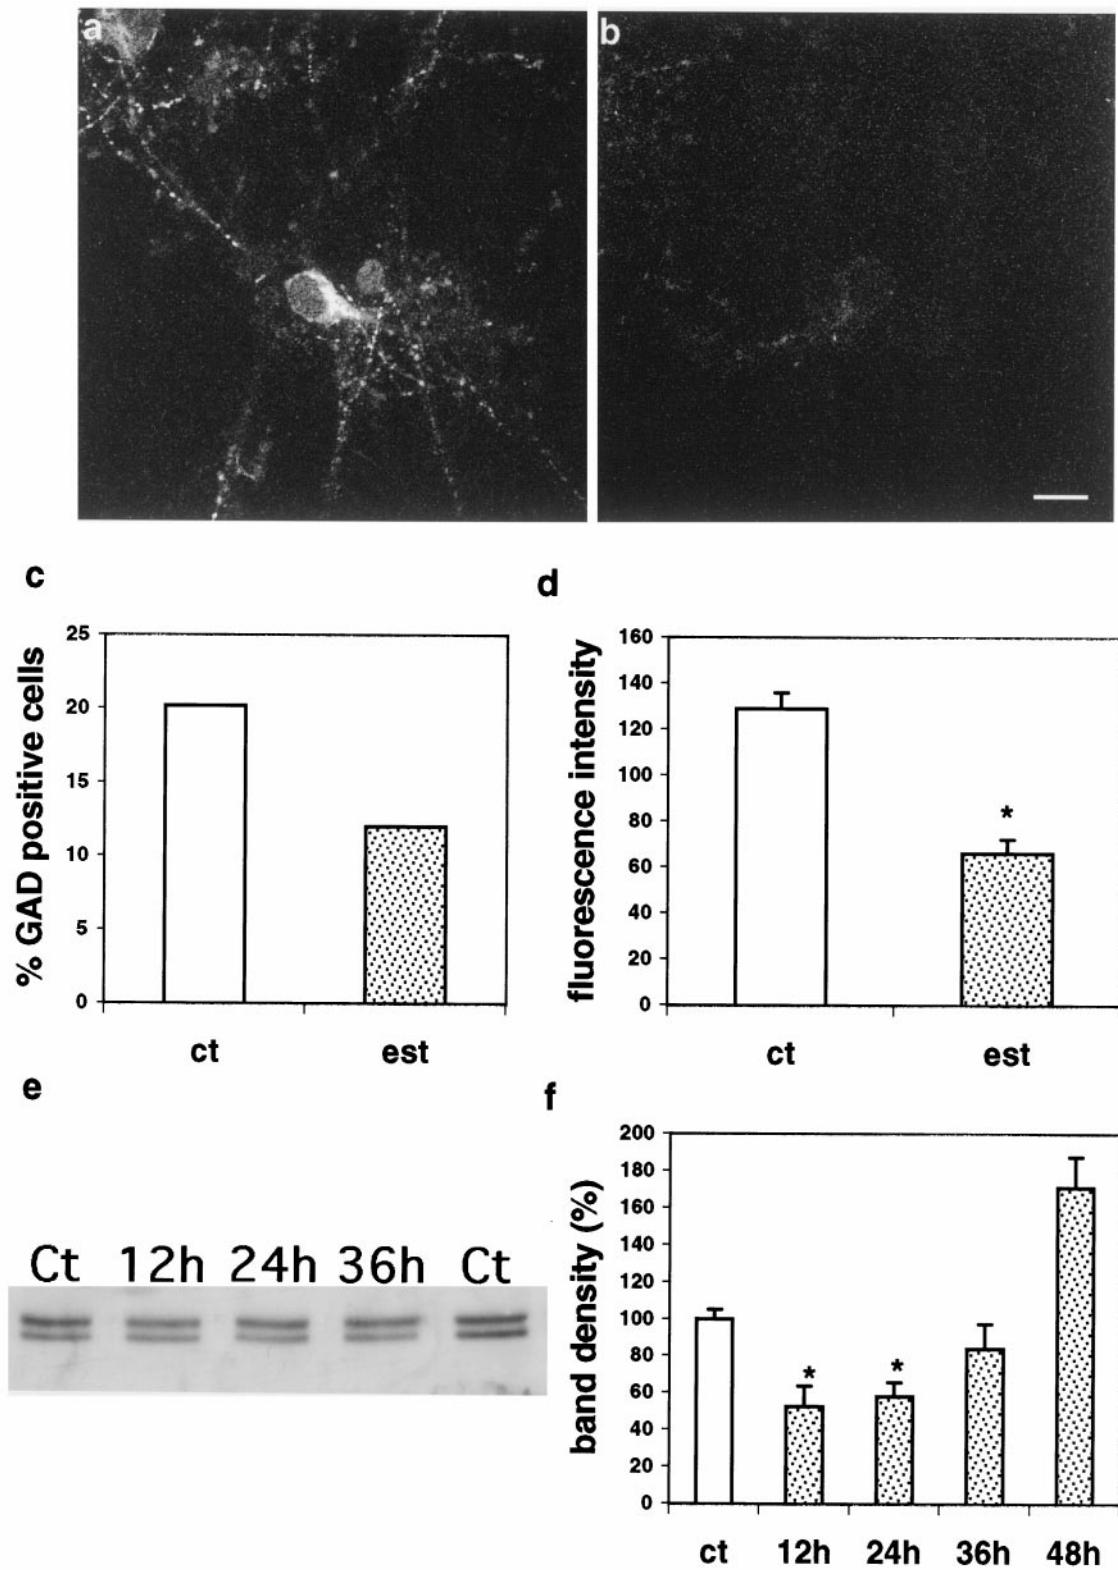 a
b
c
% GAD positive cells
25
20
15
10
5
0
ct est
d
fluorescence intensity
160
140
120
100
80
60
40
20
0
*
ct est
e
Ct 12h 24h 36h Ct
f
band density (%)
200
180
160
140
120
100
80
60
40
20
0
* *
ct 12h 24h 36h 48h